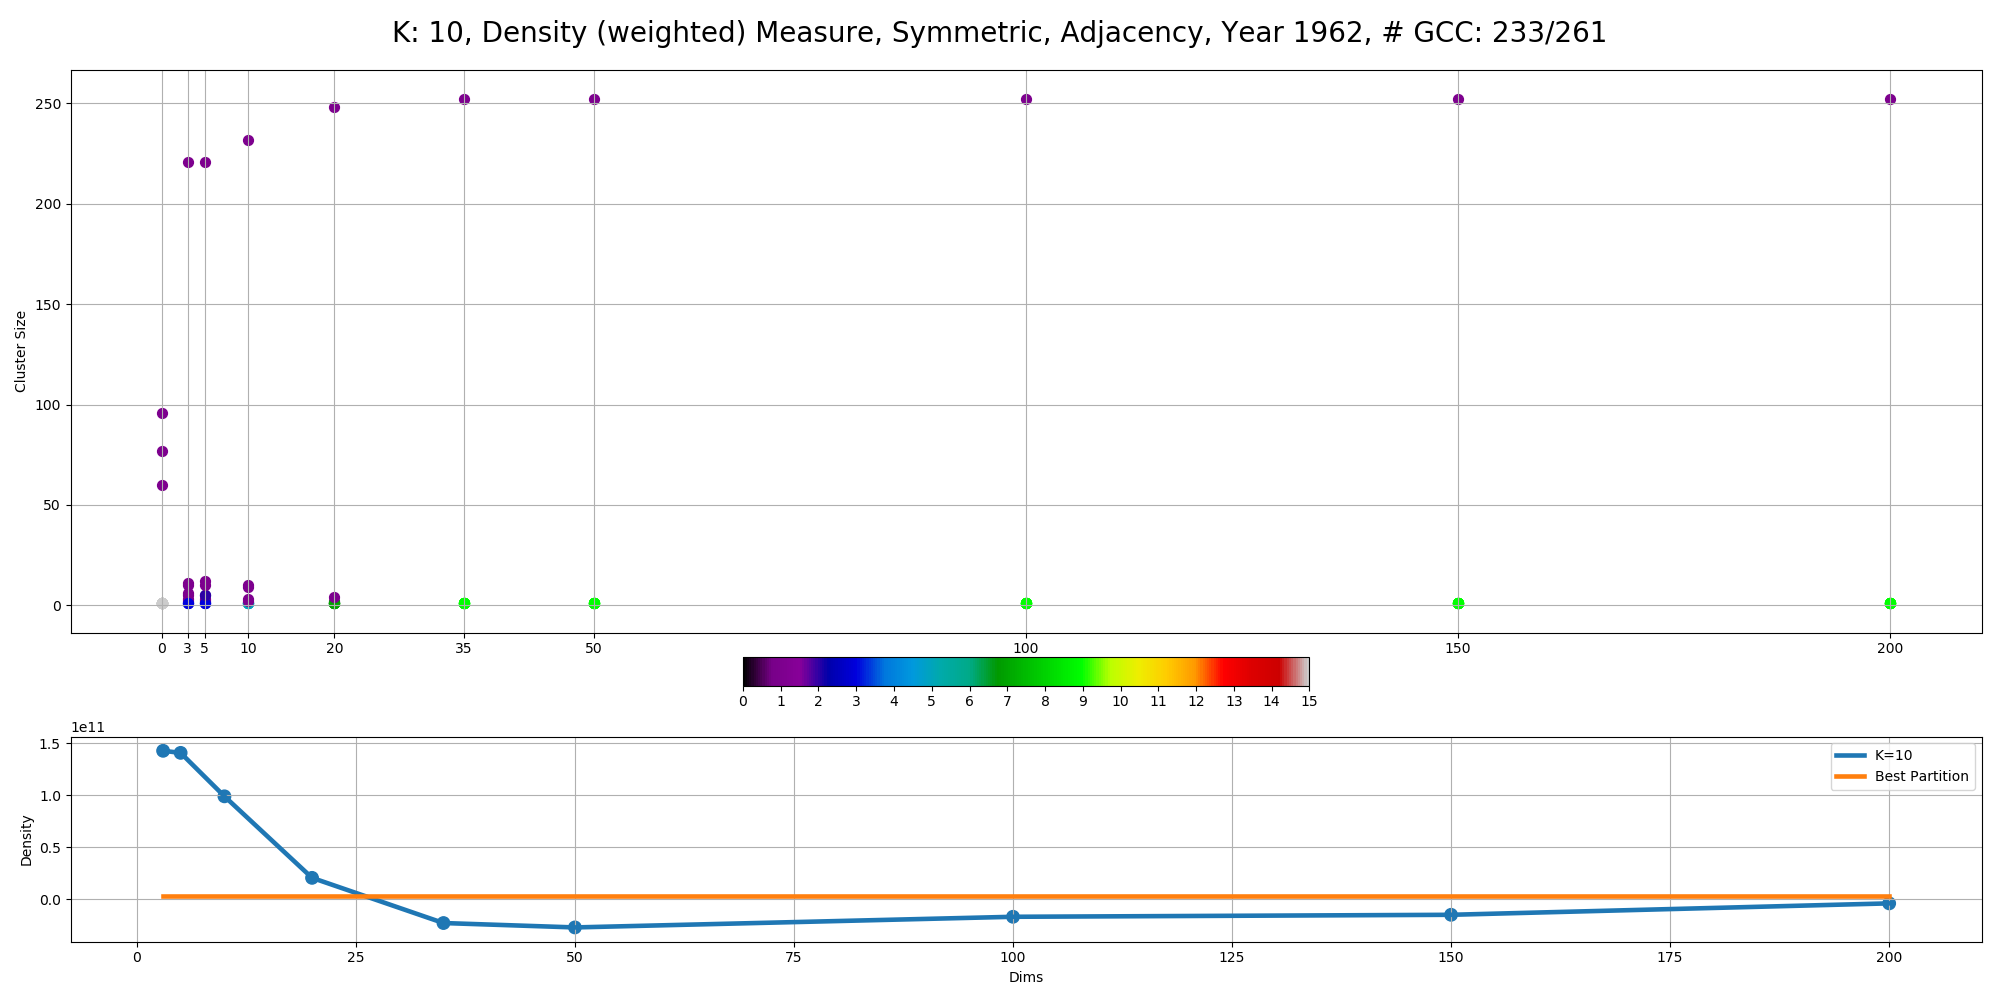 K: 10, Density (weighted) Measure, Symmetric, Adjacency, Year 1962, # GCC: 233/261
250
200
150
100
50
0
Cluster Size
0 3 5 10 20 35 50 100 150 200
0 1 2 3 4 5 6 7 8 9 10 11 12 13 14 15
1e11
1.5
1.0
0.5
0.0
Density
K=10
Best Partition
0 25 50 75 100 125 150 175 200
Dims